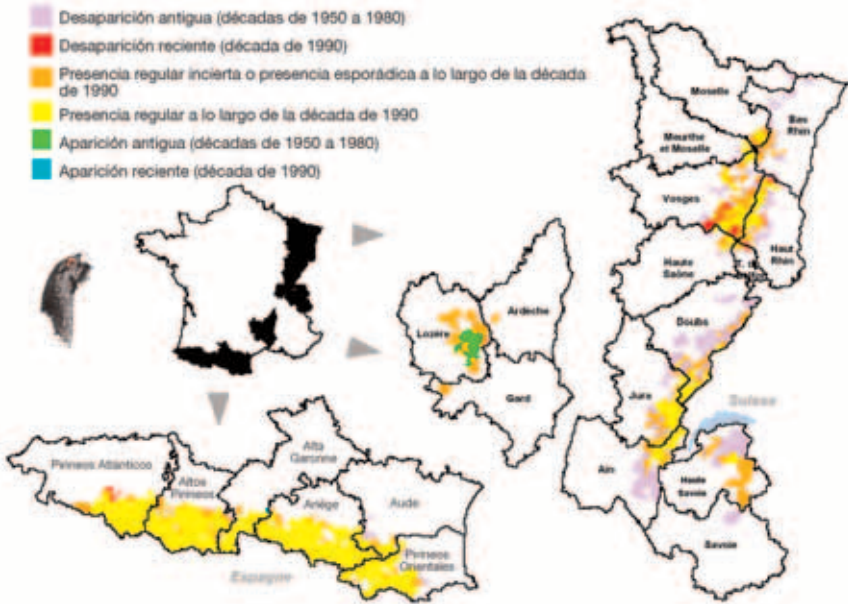 Desaparición antigua (décadas de 1950 a 1980)
Desaparición reciente (década de 1990)
Presencia regular incierta o presencia esporádica a lo largo de la década
de 1990
Presencia regular a lo largo de la década de 1990
Aparición antigua (décadas de 1950 a 1980)
Aparición reciente (década de 1990)
Moselle
Bas
Rhin
Meurthe
et Moselle
Vosges
Haut
Rhin
Haute
Saône
Doubs
Jura
Suisse
Ain
Haute
Savoie
Savoie
Lozère
Ardèche
Gard
Pirineos Atlánticos
Altos
Pirineos
Alta
Garonne
Ariège
Aude
Pirineos
Orientales
Espagne